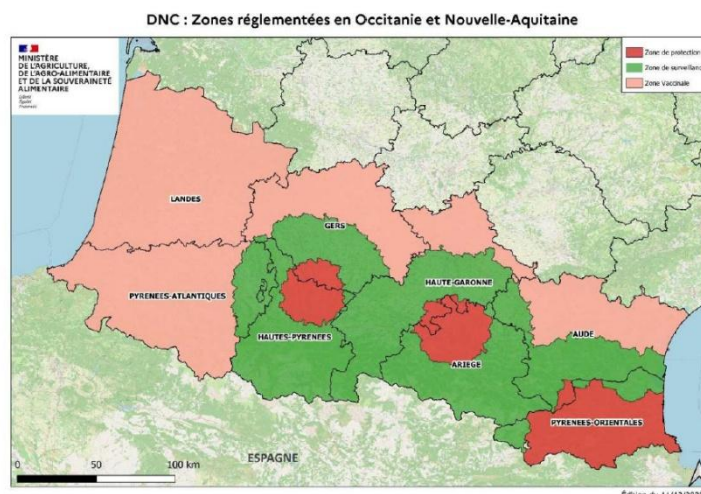 DNC : Zones réglementées en Occitanie et Nouvelle-Aquitaine
MINISTÈRE
DE L'AGRICULTURE,
DE L'AGRO-ALIMENTAIRE
ET DE LA SOUVERAINETÉ
ALIMENTAIRE
Zone de protection
Zone de surveillance
Zone Vaccinale
LANDES
GERS
PYRENEES-ATLANTIQUES
HAUTE-GARONNE
HAUTES-PYRENEES
AUDE
ARIEGE
PYRENEES-ORIENTALES
ESPAGNE
0 50 100 km